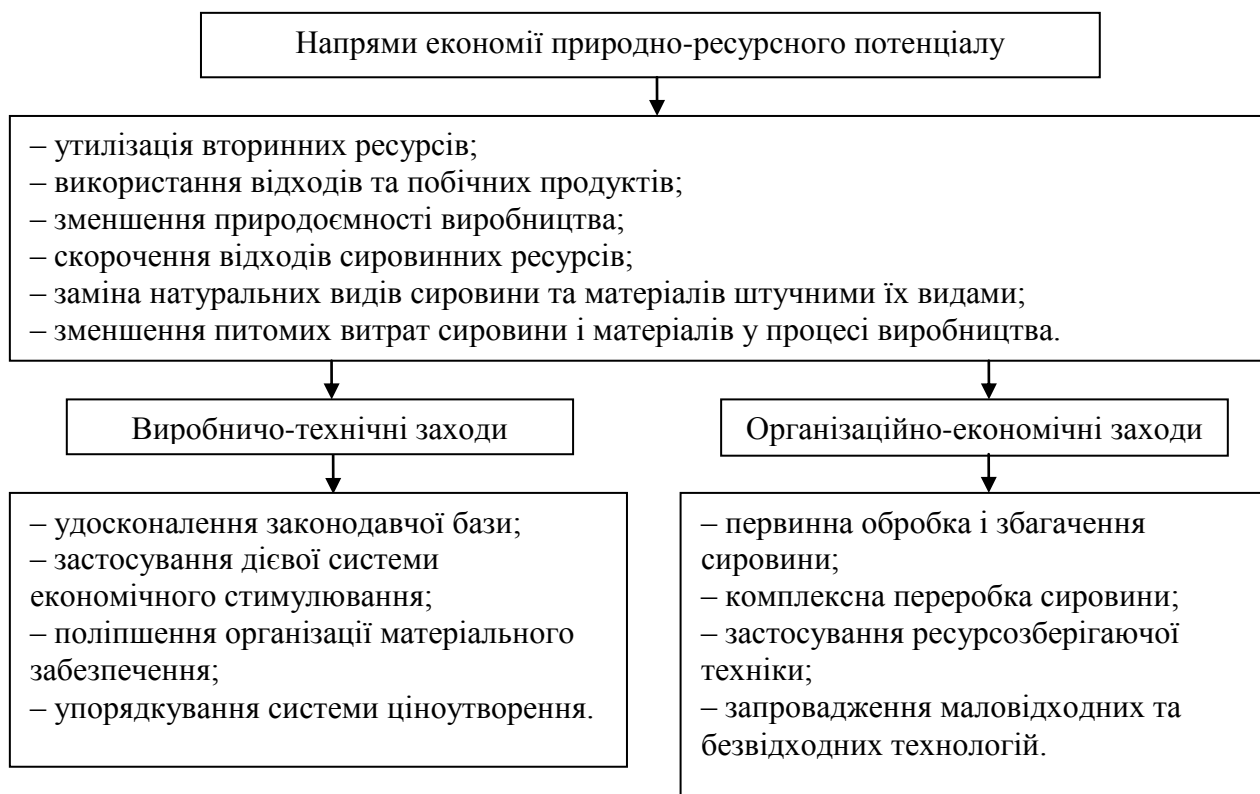 Напрями економії природно-ресурсного потенціалу
– утилізація вторинних ресурсів;
– використання відходів та побічних продуктів;
– зменшення природоємності виробництва;
– скорочення відходів сировинних ресурсів;
– заміна натуральних видів сировини та матеріалів штучними їх видами;
– зменшення питомих витрат сировини і матеріалів у процесі виробництва.
Виробничо-технічні заходи
– удосконалення законодавчої бази;
– застосування дієвої системи
економічного стимулювання;
– поліпшення організації матеріального
забезпечення;
– упорядкування системи ціноутворення.
Організаційно-економічні заходи
– первинна обробка і збагачення
сировини;
– комплексна переробка сировини;
– застосування ресурсозберігаючої
техніки;
– запровадження маловідходних та
безвідходних технологій.